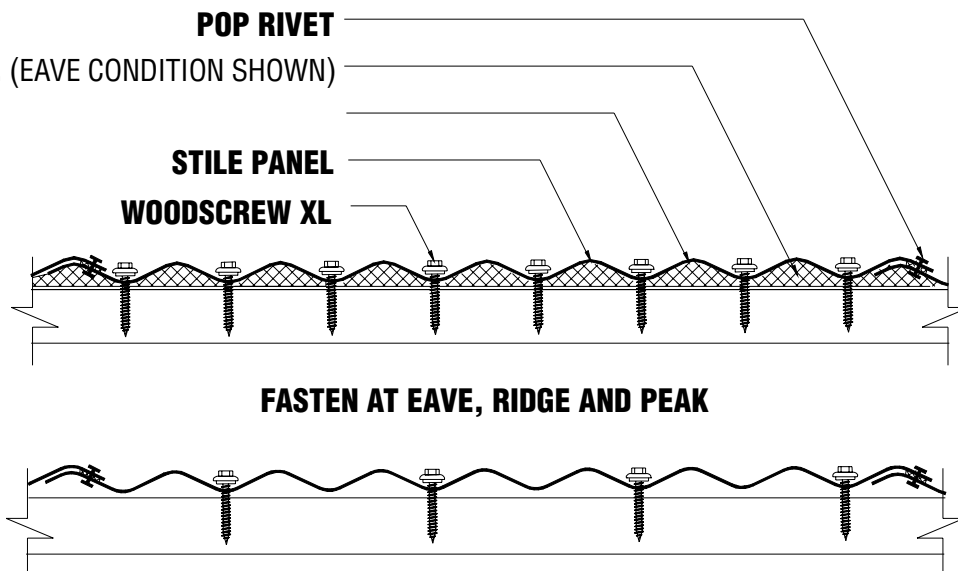 POP RIVET
(EAVE CONDITION SHOWN)
STILE PANEL
WOODSCREW XL
FASTEN AT EAVE, RIDGE AND PEAK